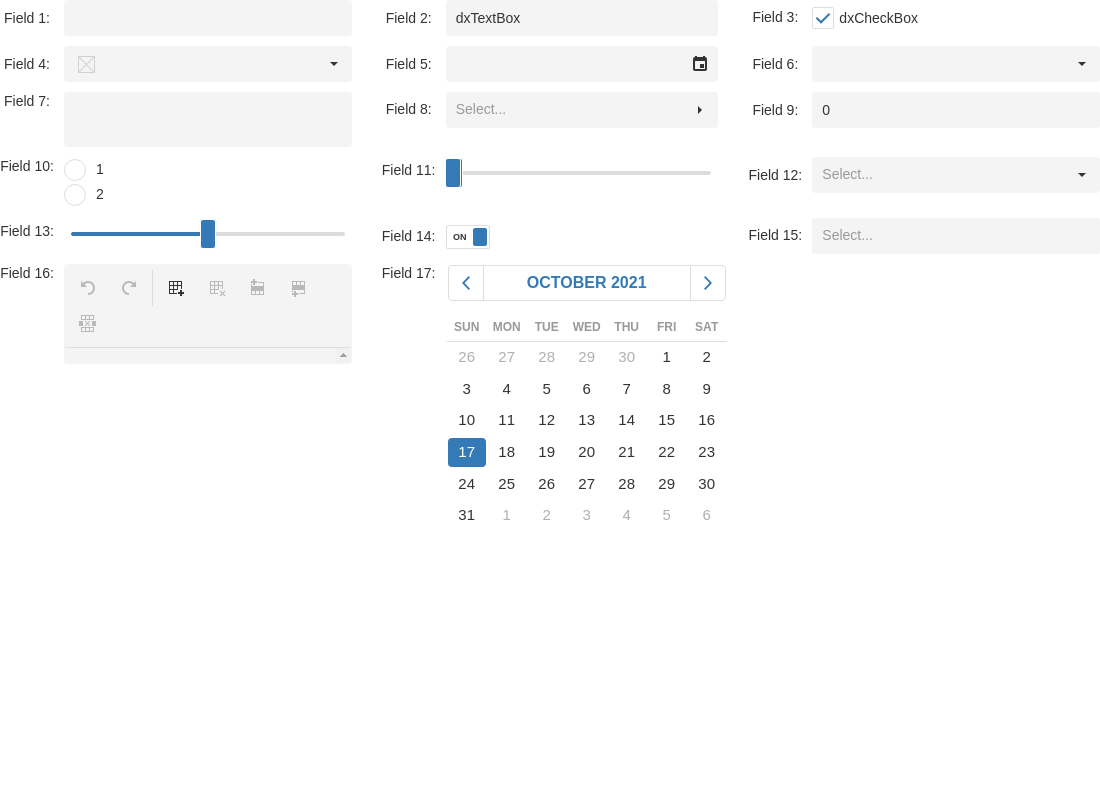 Field 1:
Field 2: dxTextBox
Field 3: dxCheckBox
Field 4:
Field 5:
Field 6:
Field 7:
Field 8: Select...
Field 9: 0
Field 10: 1
2
Field 11:
Field 12: Select...
Field 13:
Field 14: ON
Field 15: Select...
Field 16:
Field 17: OCTOBER 2021
SUN MON TUE WED THU FRI SAT
26 27 28 29 30 1 2
3 4 5 6 7 8 9
10 11 12 13 14 15 16
17 18 19 20 21 22 23
24 25 26 27 28 29 30
31 1 2 3 4 5 6